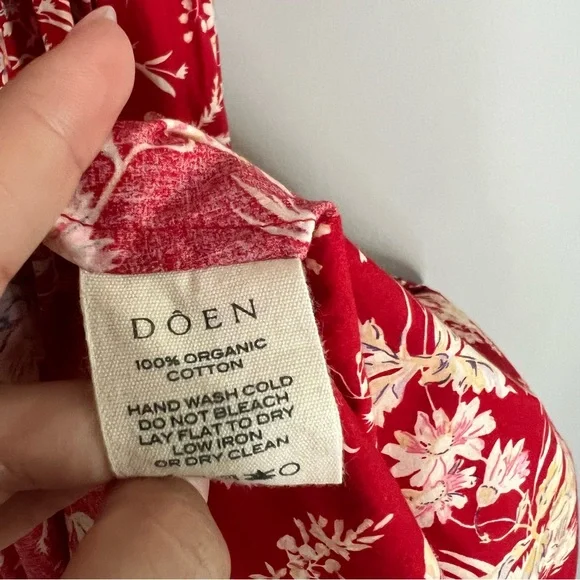 DÔEN
100% ORGANIC
COTTON
HAND WASH COLD
DO NOT BLEACH
LAY FLAT TO DRY
LOW IRON
OR DRY CLEAN